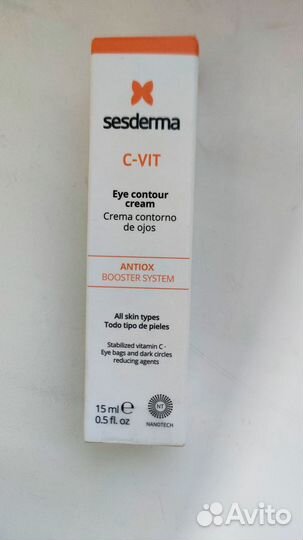 sesderma
C-VIT
Eye contour
cream
Crema contorno
de ojos
ANTIOX
BOOSTER SYSTEM
All skin types
Todo tipo de pieles
Stabilized vitamin C -
Eye bags and dark circles
reducing agents
15 ml ℮
0.5 fl. oz
NT
NANOTECH
Avito